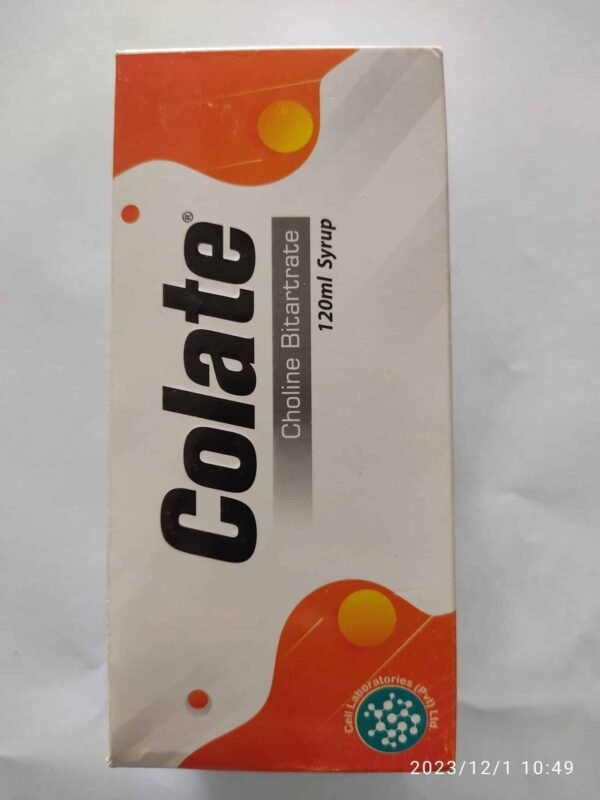 Colate®
Choline Bitartrate
120ml Syrup
Cell Laboratories (Pvt) Ltd
2023/12/1 10:49